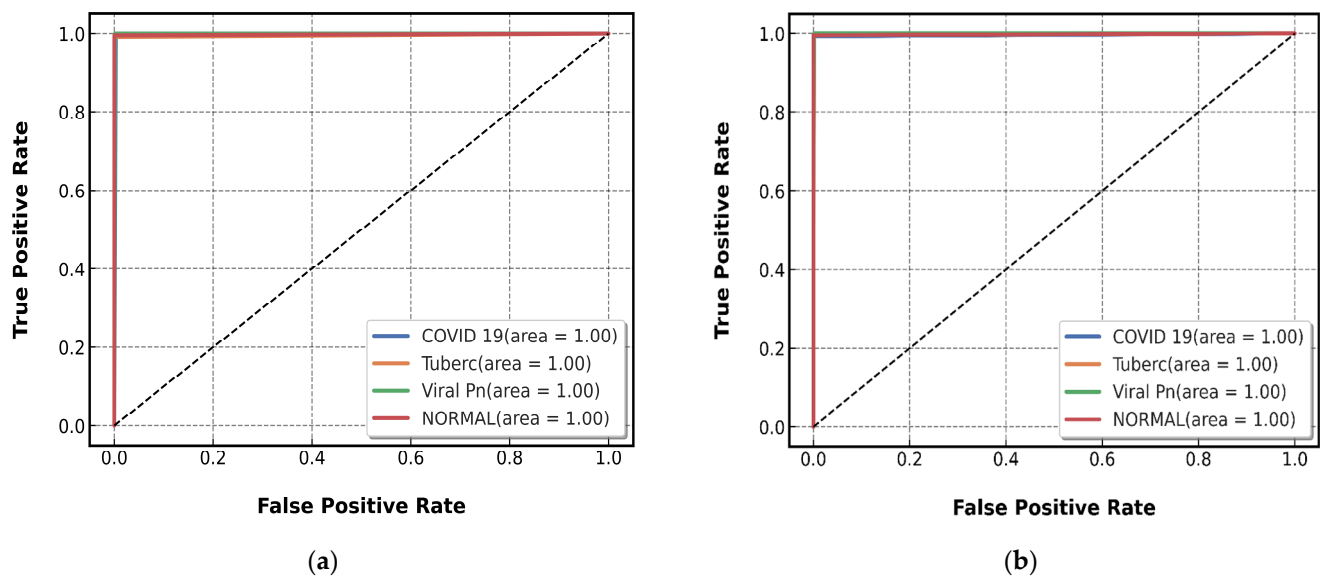 1.0
0.8
0.6
0.4
0.2
0.0
True Positive Rate
COVID 19(area = 1.00)
Tuberc(area = 1.00)
Viral Pn(area = 1.00)
NORMAL(area = 1.00)
0.0 0.2 0.4 0.6 0.8 1.0
False Positive Rate
(a)
1.0
0.8
0.6
0.4
0.2
0.0
True Positive Rate
COVID 19(area = 1.00)
Tuberc(area = 1.00)
Viral Pn(area = 1.00)
NORMAL(area = 1.00)
0.0 0.2 0.4 0.6 0.8 1.0
False Positive Rate
(b)